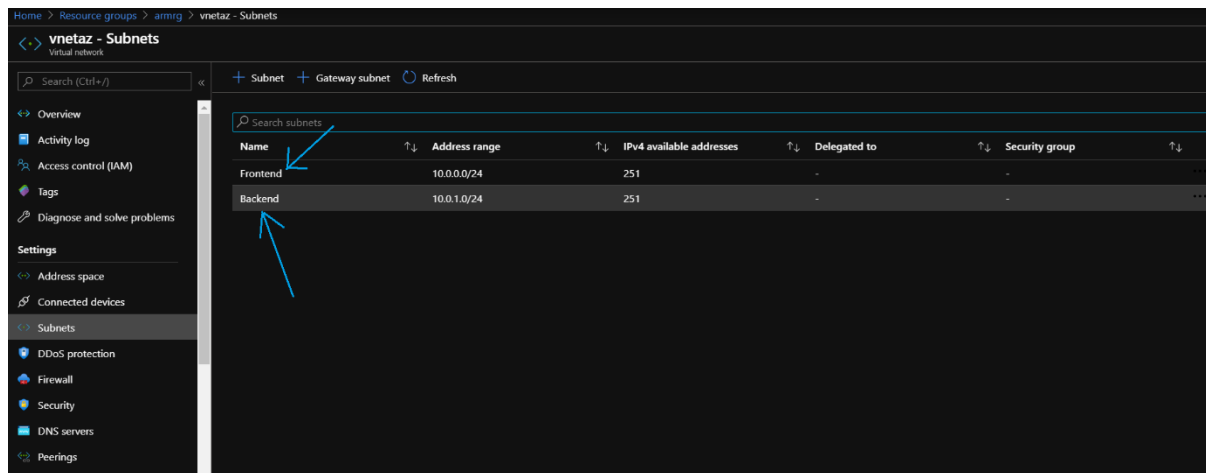 Home > Resource groups > armrg > vnetaz - Subnets
vnetaz - Subnets
Virtual network
Search (Ctrl+/)
«
Overview
Activity log
Access control (IAM)
Tags
Diagnose and solve problems
Settings
Address space
Connected devices
Subnets
DDoS protection
Firewall
Security
DNS servers
Peerings
+ Subnet + Gateway subnet Refresh
Search subnets
Name ↑↓ Address range ↑↓ IPv4 available addresses ↑↓ Delegated to ↑↓ Security group ↑↓
Frontend 10.0.0.0/24 251 - - ...
Backend 10.0.1.0/24 251 - - ...